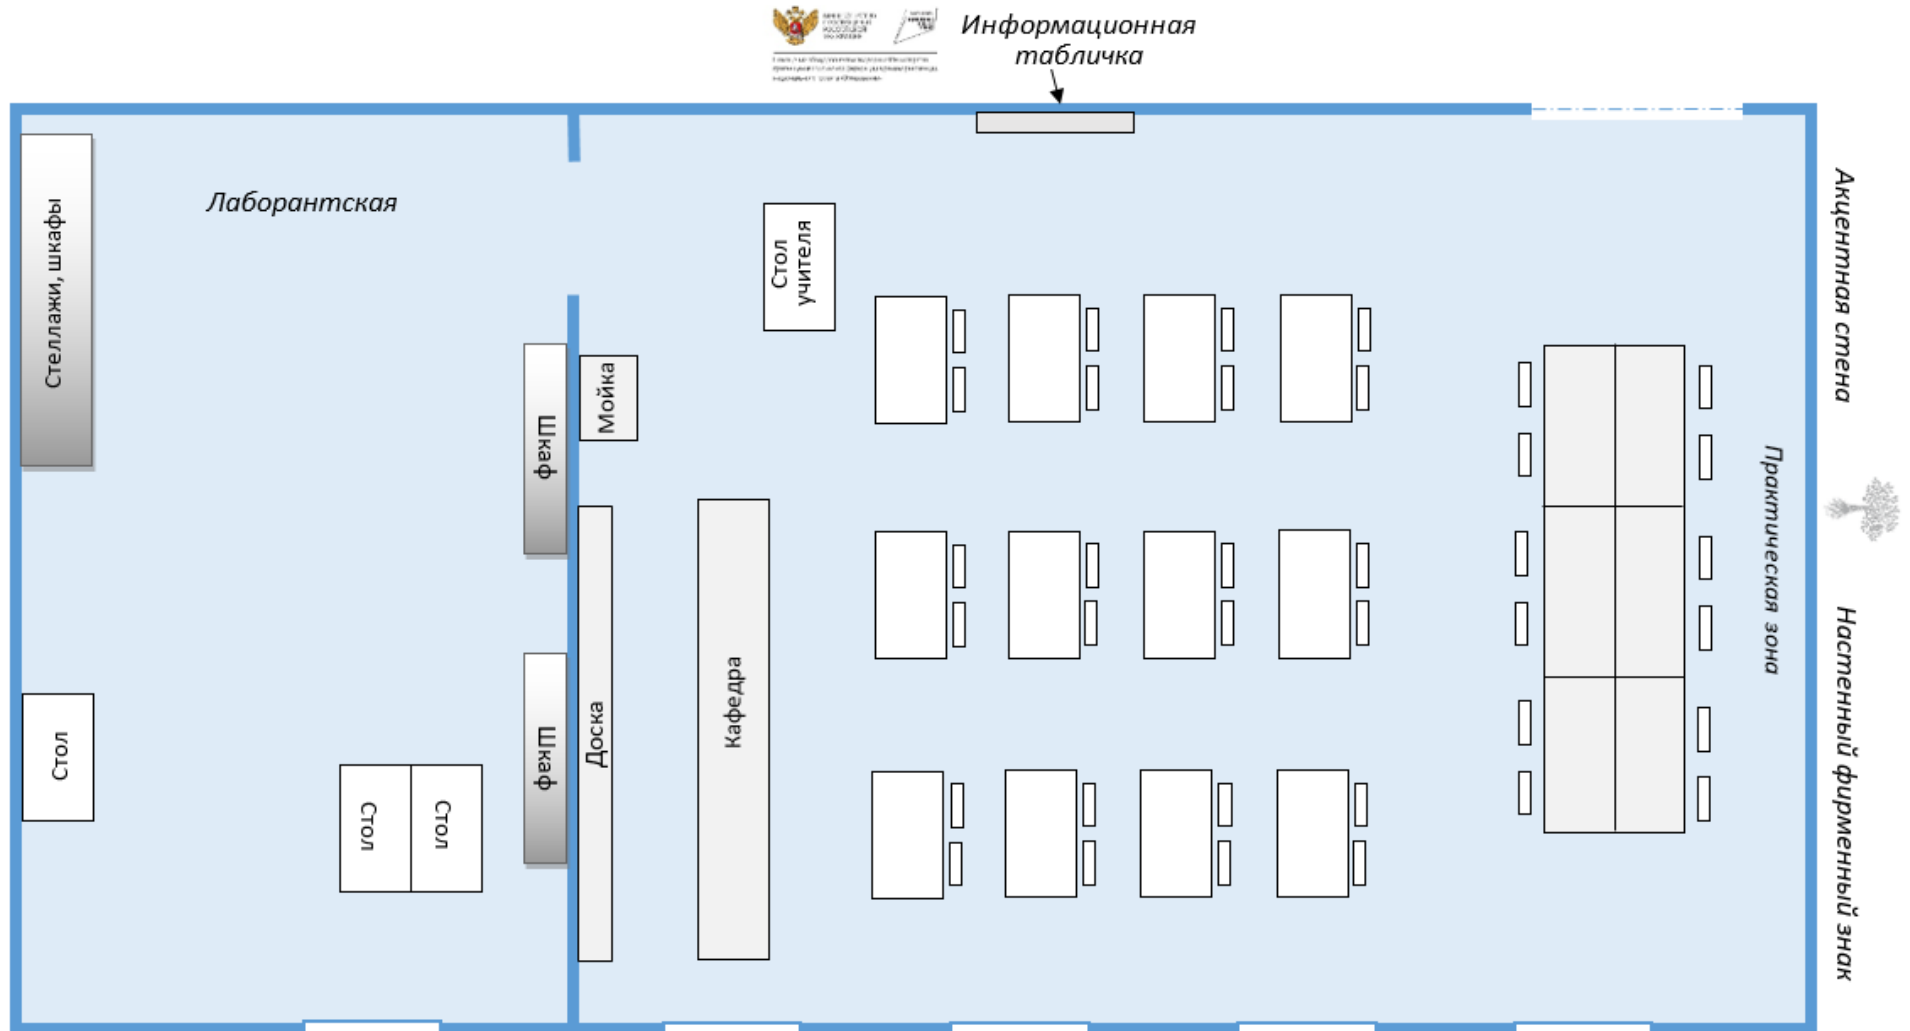 Информационная
табличка
Лаборантская
Стеллажи, шкафы
Стол
учителя
Мойка
Шкаф
Шкаф
Доска
Кафедра
Стол
Стол
Стол
Практическая зона
Акцентная стена
Настенный фирменный знак